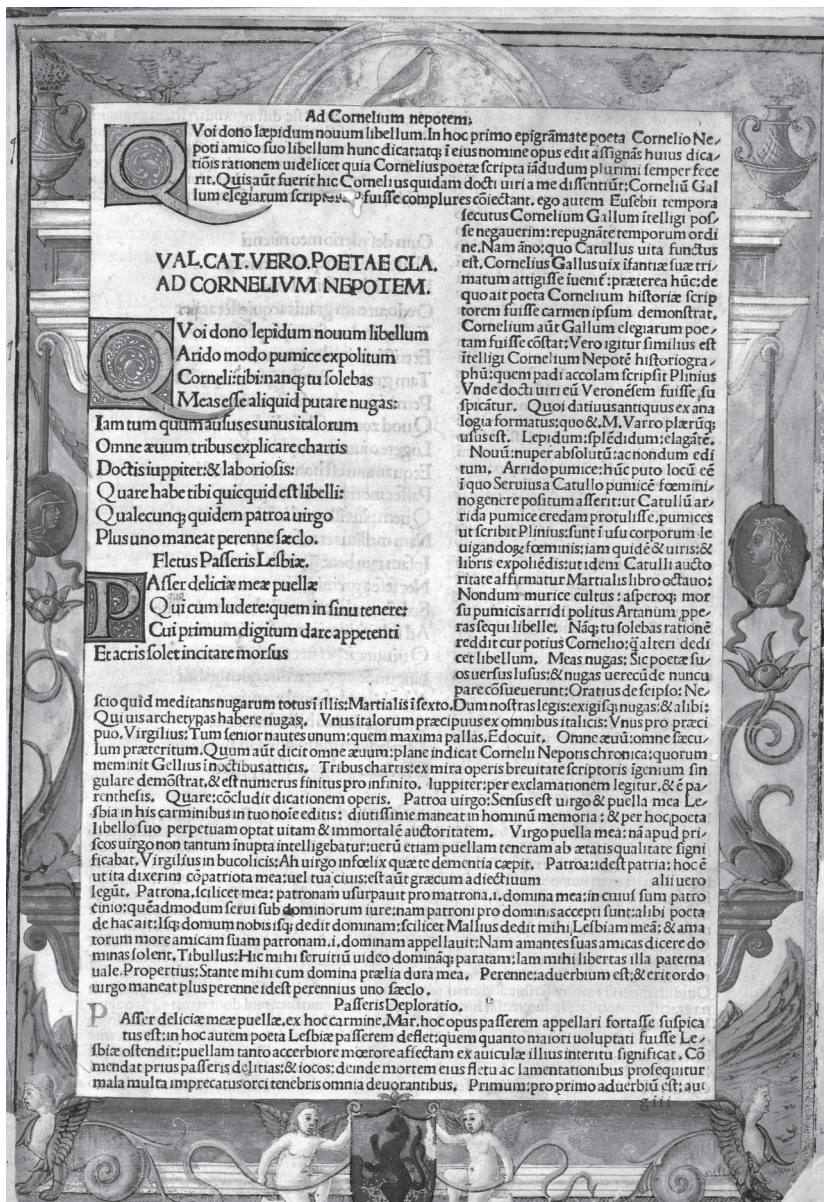 Ad Cornelium nepotem;
QVoi dono læpidum nouum libellum. In hoc primo epigrãmate poeta Cornelio Ne⸗
poti amico suo libellum hunc dicat: atq; ĩ eius nomine opus edit assignãs huius dica⸗
tiõis rationem uidelicet quia Cornelius poetæ scripta iãdudum plurimi semper fece
rit. Quis aũt fuerit hic Cornelius quidam docti uiri a me dissentiũt: Corneliũ Gal
lum elegiarum fuisse complures cõiectant. ego autem Eusebii tempora
VAL. CAT. VERO. POETAE CLA.
AD CORNELIVM NEPOTEM.
QVoi dono lepidum nouum libellum
Arido modo pumice expolitum
Corneli: tibi: nanq; tu solebas
Meas esse aliquid putare nugas:
Iam tum quum ausus es unus italorum
Omne æuum, tribus explicare chartis
Doctis iuppiter: & laboriosis:
Quare habe tibi quicquid est libelli:
Qualecunq; quidem patroa uirgo
Plus uno maneat perenne sæclo.
Fletus Passeris Lesbiæ.
PAsser deliciæ meæ puellæ
Qui cum ludere: quem in sinu tenere:
Cui primum digitum dare appetenti
Et acris solet incitare morsus
secutus Cornelium Gallum ĩtelligi pos⸗
se negauerim: repugnãte temporum ordi
ne. Nam ãno: quo Catullus uita functus
est. Cornelius Gallus uix ĩfantiæ suæ tri⸗
matum attigisse iuenit̃: præterea hũc: de
quo ait poeta Cornelium historiæ scrip
torem fuisse carmen ipsum demonstrat.
Cornelium aũt Gallum elegiarum poe⸗
tam fuisse cõstat: Vero igitur similius est
ĩtelligi Cornelium Nepotẽ historiogra⸗
phũ: quem padi accolam scripsit Plinius
Vnde docti uiri eũ Veronẽsem fuisse, su
spicãtur. Quoi datiuus antiquus ex ana
logia formatus: quo &. M. Varro plærũq;
usus est. Lepidum: splẽdidum: elagãte.
Nouũ: nuper absolutũ: ac nondum edi
tum. Arrido pumice: hũc puto locũ eẽ
ĩ quo Seruius a Catullo pumicẽ fœmini⸗
no genere positum asserit: ut Catullũ ar⸗
rida pumice credam protulisse. pumices
ut scribit Plinius: sunt ĩ usu corporum le
uigandoꝝ fœminis: iam quidẽ & uiris: &
libris expoliẽdis: ut idem Catulli aucto
ritate affirmatur Martialis libro octauo:
Nondum murice cultus: asperoq; mor
su pumicis arridi politus Artanum, ppe⸗
ras sequi libelle. Nãq; tu solebas rationẽ
reddit cur potius Cornelio: q̃ alteri dedi
cet libellum. Meas nugas: Sic poetæ su⸗
os uersus lusus: & nugas uerecũde nuncu
pare cõsueuerunt: Oratius de seipso: Ne⸗
scio quid meditans nugarum totus ĩ illis: Martialis ĩ sexto, Dum nostras legis: exigisq; nugas: & alibi:
Qui uis archetypas habere nugas. Vnus italorum præcipuus ex omnibus italicis: Vnus pro præci
puo. Virgilius: Tum senior nautes unum: quem maxima pallas. Edocuit. Omne æuũ: omne sæcu⸗
lum præteritum. Quum aũt dicit omne æuum: plane indicat Cornelii Nepotis chronica: quorum
meminit Gellius ĩ noctibus atticis. Tribus chartis: ex mira operis breuitate scriptoris ĩgenium sin
gulare demõstrat. & est numerus finitus pro infinito. Iuppiter: per exclamationem legitur. & ẽ pa⸗
renthesis. Quare: cõcludit dicationem operis. Patroa uirgo: Sensus est uirgo & puella mea Le⸗
sbia in his carminibus in tuo noĩe editis: diutissime maneat in hominũ memoria: & per hoc poeta
libello suo perpetuam optat uitam & immortalẽ auctoritatem. Virgo puella mea: nã apud pri⸗
scos uirgo non tantum ĩnupta intelligebatur: uerũ etiam puellam teneram ab ætatis qualitate signi
ficabat. Virgilius in bucolicis: Ah uirgo infœlix quæ te dementia cæpit. Patroa: idest patria: hoc ẽ
ut ita dixerim cõpatriota mea: uel tua ciuis: est aũt græcum adiectiuum alii uero
legũt. Patrona. scilicet mea: patronam usurpauit pro matrona. i. domina mea: in cuius sum patro
cinio: quẽadmodum serui sub dominorum iure: nam patroni pro dominis accepti sunt: alibi poeta
de hac ait: Isq; domum nobis isq; dedit dominam: scilicet Mallius dedit mihi, Lesbiam meã: & ama
torum more amicam suam patronam. i. dominam appellauit: Nam amantes suas amicas dicere do
minas solent. Tibullus: Hic mihi seruitiũ uideo dominãq; paratam: Iam mihi libertas illa paterna
uale. Propertius: Stante mihi cum domina prælia dura mea. Perenne: aduerbium est: & erit ordo
uirgo maneat plus perenne idest perennius uno sæclo.
Passeris Deploratio.
PAsser deliciæ meæ puellæ. ex hoc carmine. Mar. hoc opus passerem appellari fortasse suspica
tus est: in hoc autem poeta Lesbiæ passerem deflet: quem quanto maiori uoluptati fuisse Le⸗
sbiæ ostendit: puellam tanto accerbiore mœrore affectam ex auiculæ illius interitu significat. Cõ
mendat prius passeris delitias: & iocos: deinde mortem eius fletu ac lamentationibus prosequitur
mala multa imprecatus orci tenebris omnia deuorantibus. Primum: pro primo aduerbiũ est: aut
giii